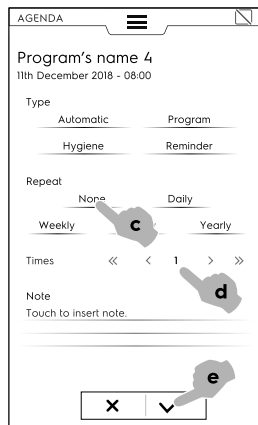 AGENDA
Program's name 4
11th December 2018 - 08:00
Type
Automatic Program
Hygiene Reminder
Repeat
None Daily
Weekly Yearly
c
Times « < 1 > »
d
Note
Touch to insert note.
e